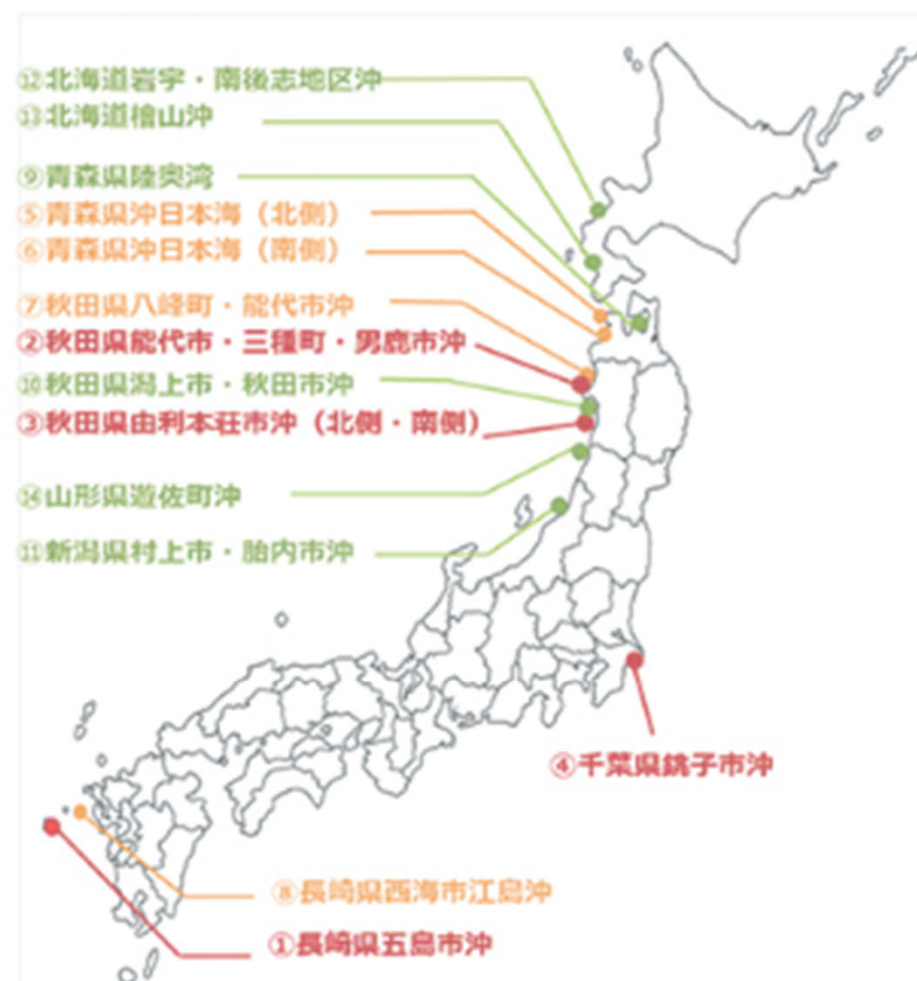 ⑫北海道岩宇・南後志地区沖
⑬北海道檜山沖
⑨青森県陸奥湾
⑤青森県沖日本海（北側）
⑥青森県沖日本海（南側）
⑦秋田県八峰町・能代市沖
②秋田県能代市・三種町・男鹿市沖
⑩秋田県潟上市・秋田市沖
③秋田県由利本荘市沖（北側・南側）
⑭山形県遊佐町沖
⑪新潟県村上市・胎内市沖
④千葉県銚子市沖
⑧長崎県西海市江島沖
①長崎県五島市沖